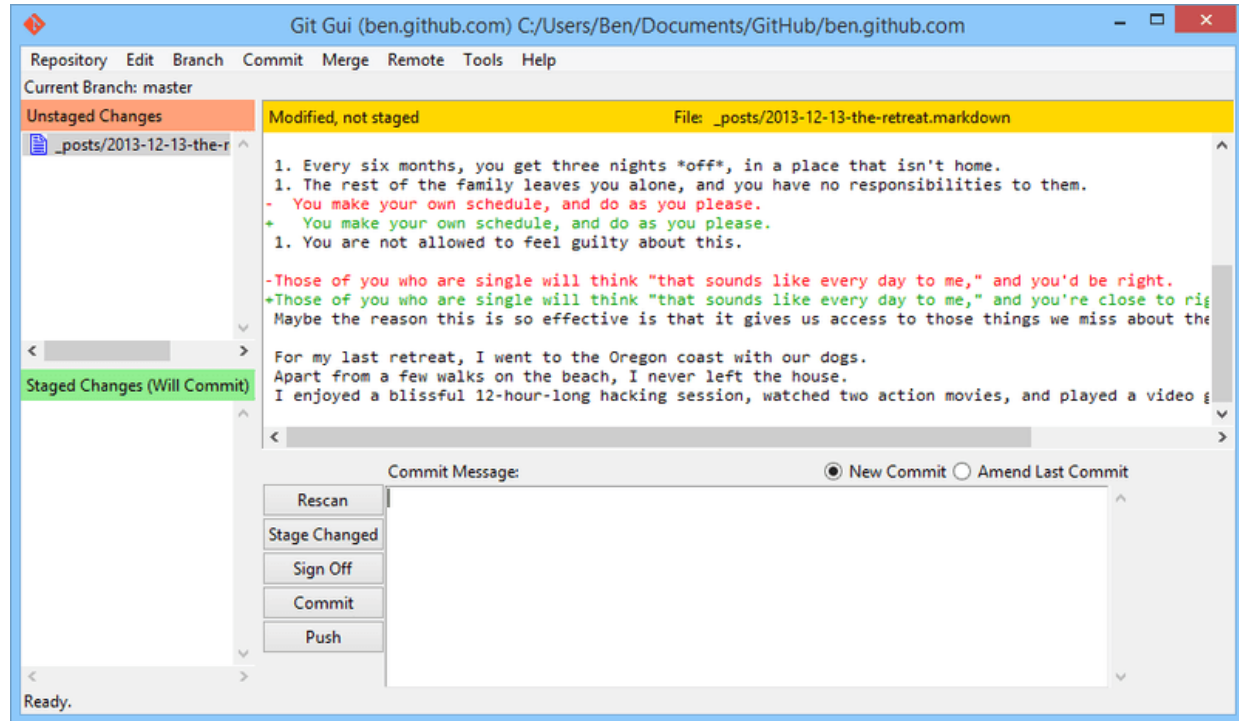 Git Gui (ben.github.com) C:/Users/Ben/Documents/GitHub/ben.github.com
Repository Edit Branch Commit Merge Remote Tools Help
Current Branch: master
Unstaged Changes
_posts/2013-12-13-the-r
Staged Changes (Will Commit)
Modified, not staged File: _posts/2013-12-13-the-retreat.markdown
1. Every six months, you get three nights *off*, in a place that isn't home.
1. The rest of the family leaves you alone, and you have no responsibilities to them.
-  You make your own schedule, and do as you please.
+   You make your own schedule, and do as you please.
1. You are not allowed to feel guilty about this.
-Those of you who are single will think "that sounds like every day to me," and you'd be right.
+Those of you who are single will think "that sounds like every day to me," and you're close to rig
Maybe the reason this is so effective is that it gives us access to those things we miss about the
For my last retreat, I went to the Oregon coast with our dogs.
Apart from a few walks on the beach, I never left the house.
I enjoyed a blissful 12-hour-long hacking session, watched two action movies, and played a video g
Commit Message: New Commit Amend Last Commit
Rescan
Stage Changed
Sign Off
Commit
Push
Ready.